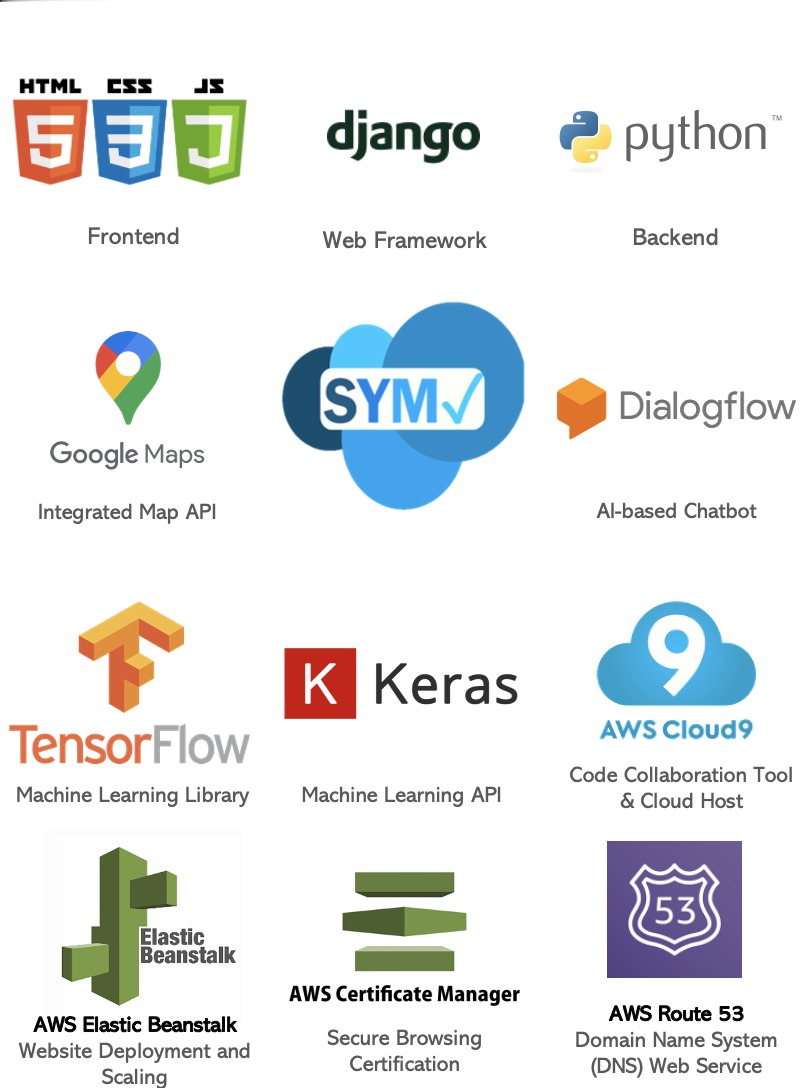 HTML CSS JS
5 3 J
django
python™
Frontend
Web Framework
Backend
SYM
Google Maps
Dialogflow
Integrated Map API
AI-based Chatbot
9
K Keras
TensorFlow
AWS Cloud9
Machine Learning Library
Machine Learning API
Code Collaboration Tool
& Cloud Host
53
Elastic
Beanstalk
AWS Elastic Beanstalk
Website Deployment and
Scaling
AWS Certificate Manager
Secure Browsing
Certification
AWS Route 53
Domain Name System
(DNS) Web Service